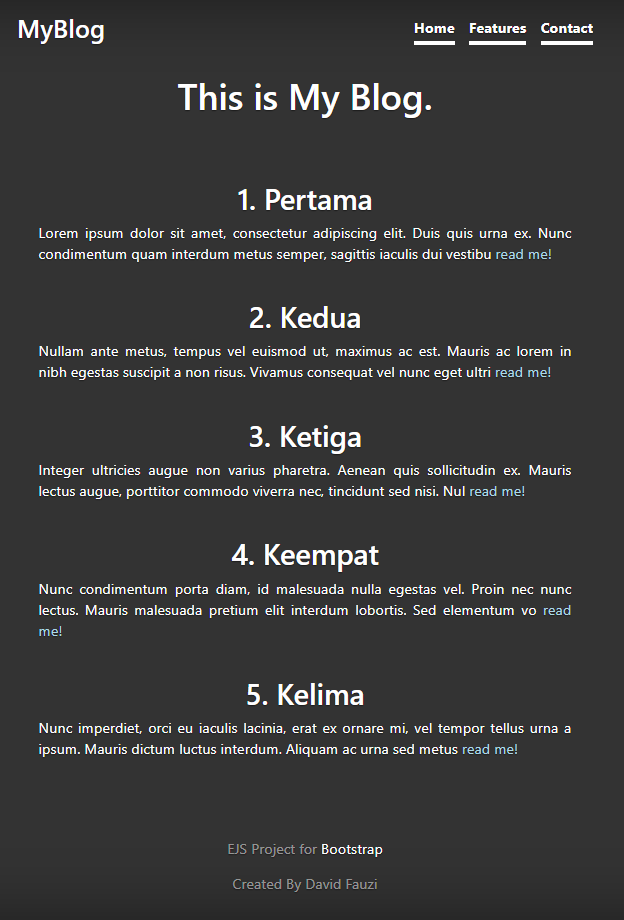 MyBlog
Home Features Contact
This is My Blog.
1. Pertama
Lorem ipsum dolor sit amet, consectetur adipiscing elit. Duis quis urna ex. Nunc
condimentum quam interdum metus semper, sagittis iaculis dui vestibu read me!
2. Kedua
Nullam ante metus, tempus vel euismod ut, maximus ac est. Mauris ac lorem in
nibh egestas suscipit a non risus. Vivamus consequat vel nunc eget ultri read me!
3. Ketiga
Integer ultricies augue non varius pharetra. Aenean quis sollicitudin ex. Mauris
lectus augue, porttitor commodo viverra nec, tincidunt sed nisi. Nul read me!
4. Keempat
Nunc condimentum porta diam, id malesuada nulla egestas vel. Proin nec nunc
lectus. Mauris malesuada pretium elit interdum lobortis. Sed elementum vo read
me!
5. Kelima
Nunc imperdiet, orci eu iaculis lacinia, erat ex ornare mi, vel tempor tellus urna a
ipsum. Mauris dictum luctus interdum. Aliquam ac urna sed metus read me!
EJS Project for Bootstrap
Created By David Fauzi